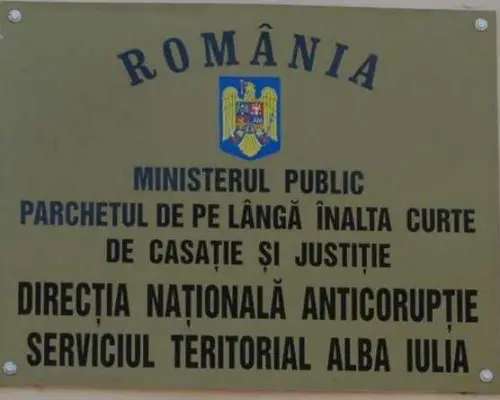 ROMÂNIA
MINISTERUL PUBLIC
PARCHETUL DE PE LÂNGĂ ÎNALTA CURTE
DE CASAȚIE ȘI JUSTIȚIE
DIRECȚIA NAȚIONALĂ ANTICORUPȚIE
SERVICIUL TERITORIAL ALBA IULIA